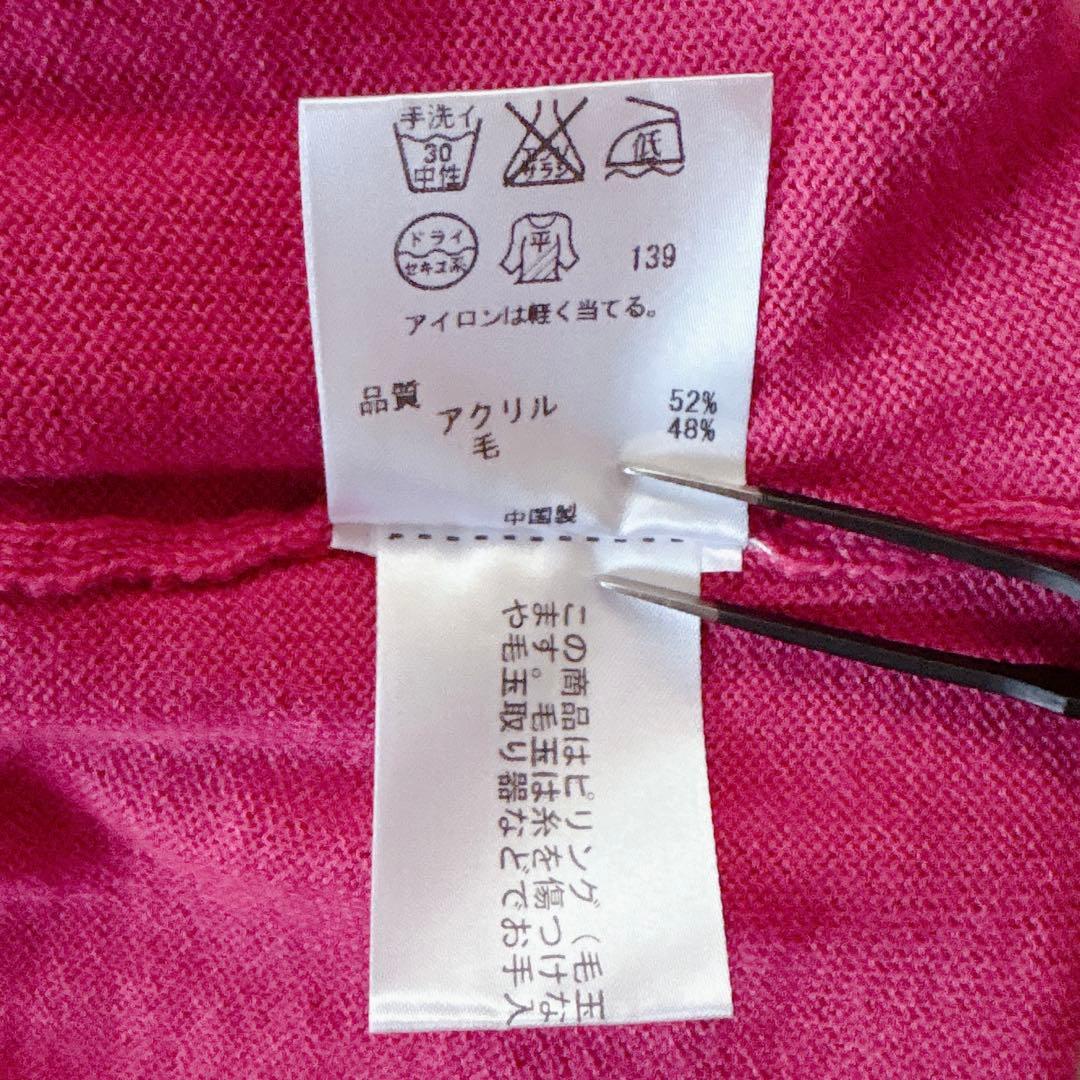 手洗イ
30
中性
エンソ
サラシ
低
ドライ
セキユ系
平
139
アイロンは軽く当てる。
品質
アクリル 52%
毛 48%
中国製
この商品はピリング(毛玉
ます。毛玉は糸を傷つけな
や毛玉取り器などでお手入